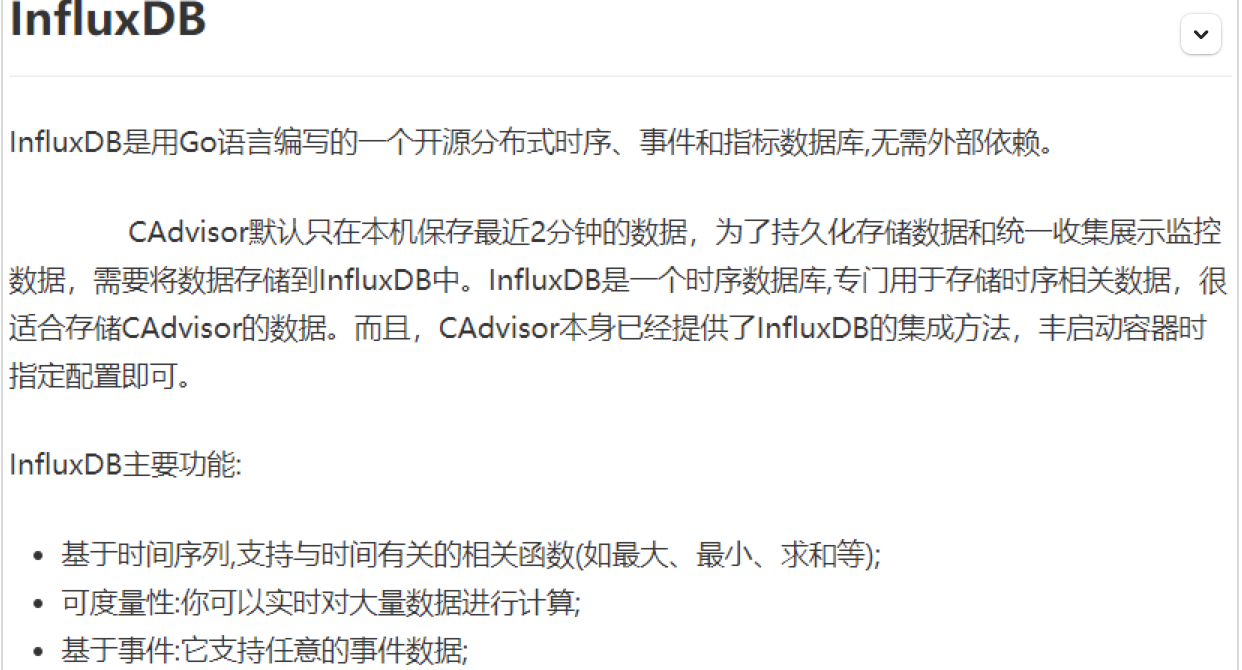 InfluxDB
InfluxDB是用Go语言编写的一个开源分布式时序、事件和指标数据库,无需外部依赖。
CAdvisor默认只在本机保存最近2分钟的数据，为了持久化存储数据和统一收集展示监控
数据，需要将数据存储到InfluxDB中。InfluxDB是一个时序数据库,专门用于存储时序相关数据，很
适合存储CAdvisor的数据。而且，CAdvisor本身已经提供了InfluxDB的集成方法，丰启动容器时
指定配置即可。
InfluxDB主要功能:
• 基于时间序列,支持与时间有关的相关函数(如最大、最小、求和等);
• 可度量性:你可以实时对大量数据进行计算;
• 基于事件:它支持任意的事件数据;